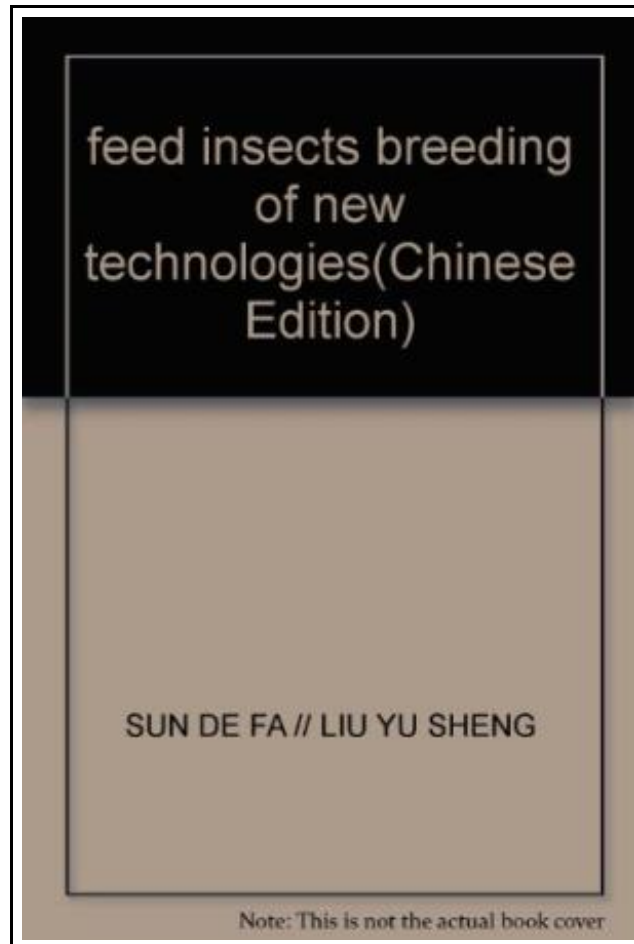 feed insects breeding
of new
technologies(Chinese
Edition)
SUN DE FA // LIU YU SHENG
Note: This is not the actual book cover